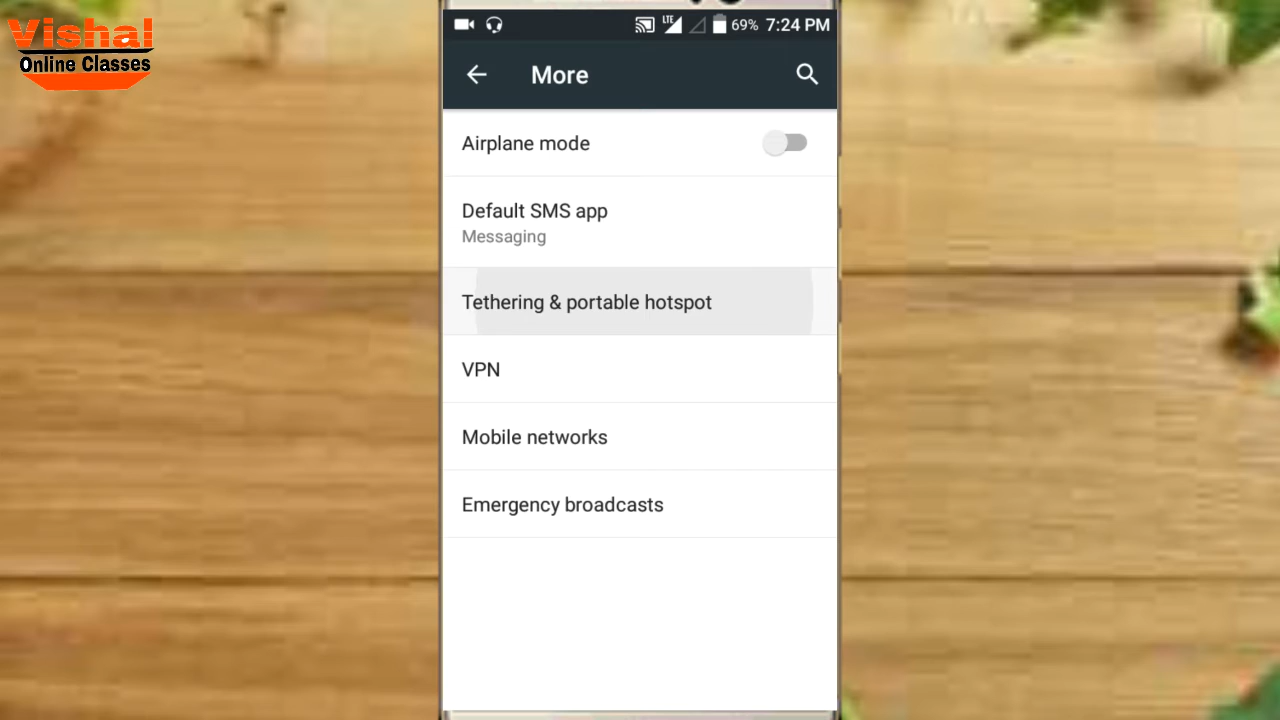 Vishal
Online Classes
LTE 69% 7:24 PM
More
Airplane mode
Default SMS app
Messaging
Tethering & portable hotspot
VPN
Mobile networks
Emergency broadcasts